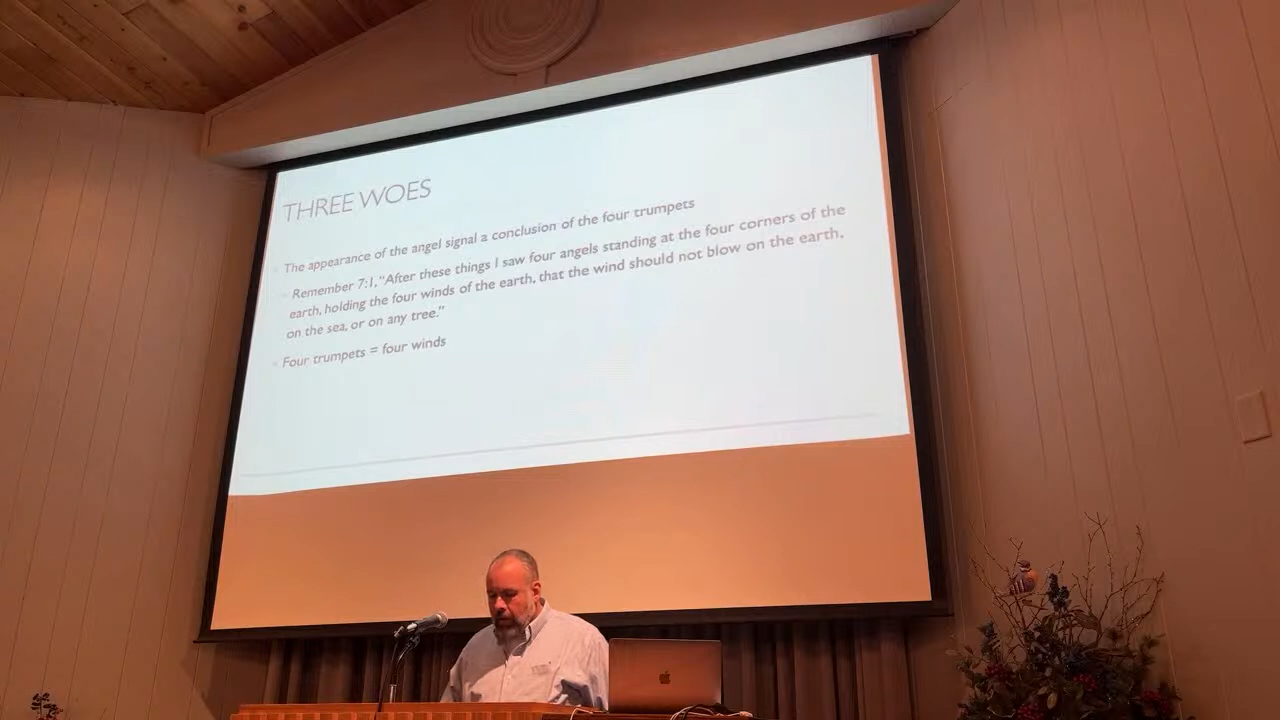 THREE WOES
The appearance of the angel signal a conclusion of the four trumpets
Remember 7:1, “After these things I saw four angels standing at the four corners of the
earth, holding the four winds of the earth, that the wind should not blow on the earth,
on the sea, or on any tree.”
Four trumpets = four winds